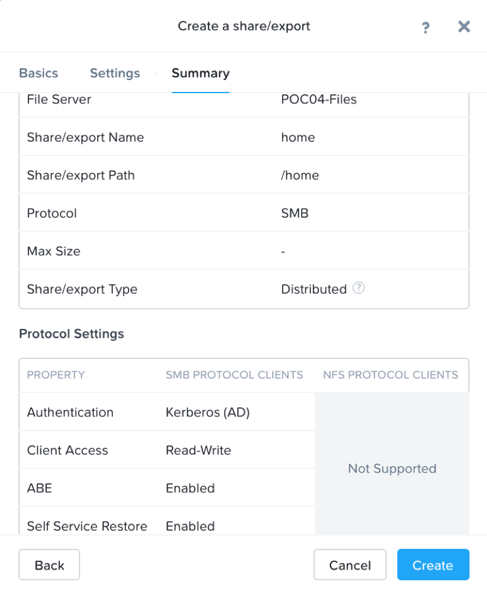 Create a share/export ? ×
Basics Settings Summary
File Server POC04-Files
Share/export Name home
Share/export Path /home
Protocol SMB
Max Size -
Share/export Type Distributed ?
Protocol Settings
PROPERTY SMB PROTOCOL CLIENTS NFS PROTOCOL CLIENTS
Authentication Kerberos (AD)
Client Access Read-Write
Not Supported
ABE Enabled
Self Service Restore Enabled
Back Cancel Create